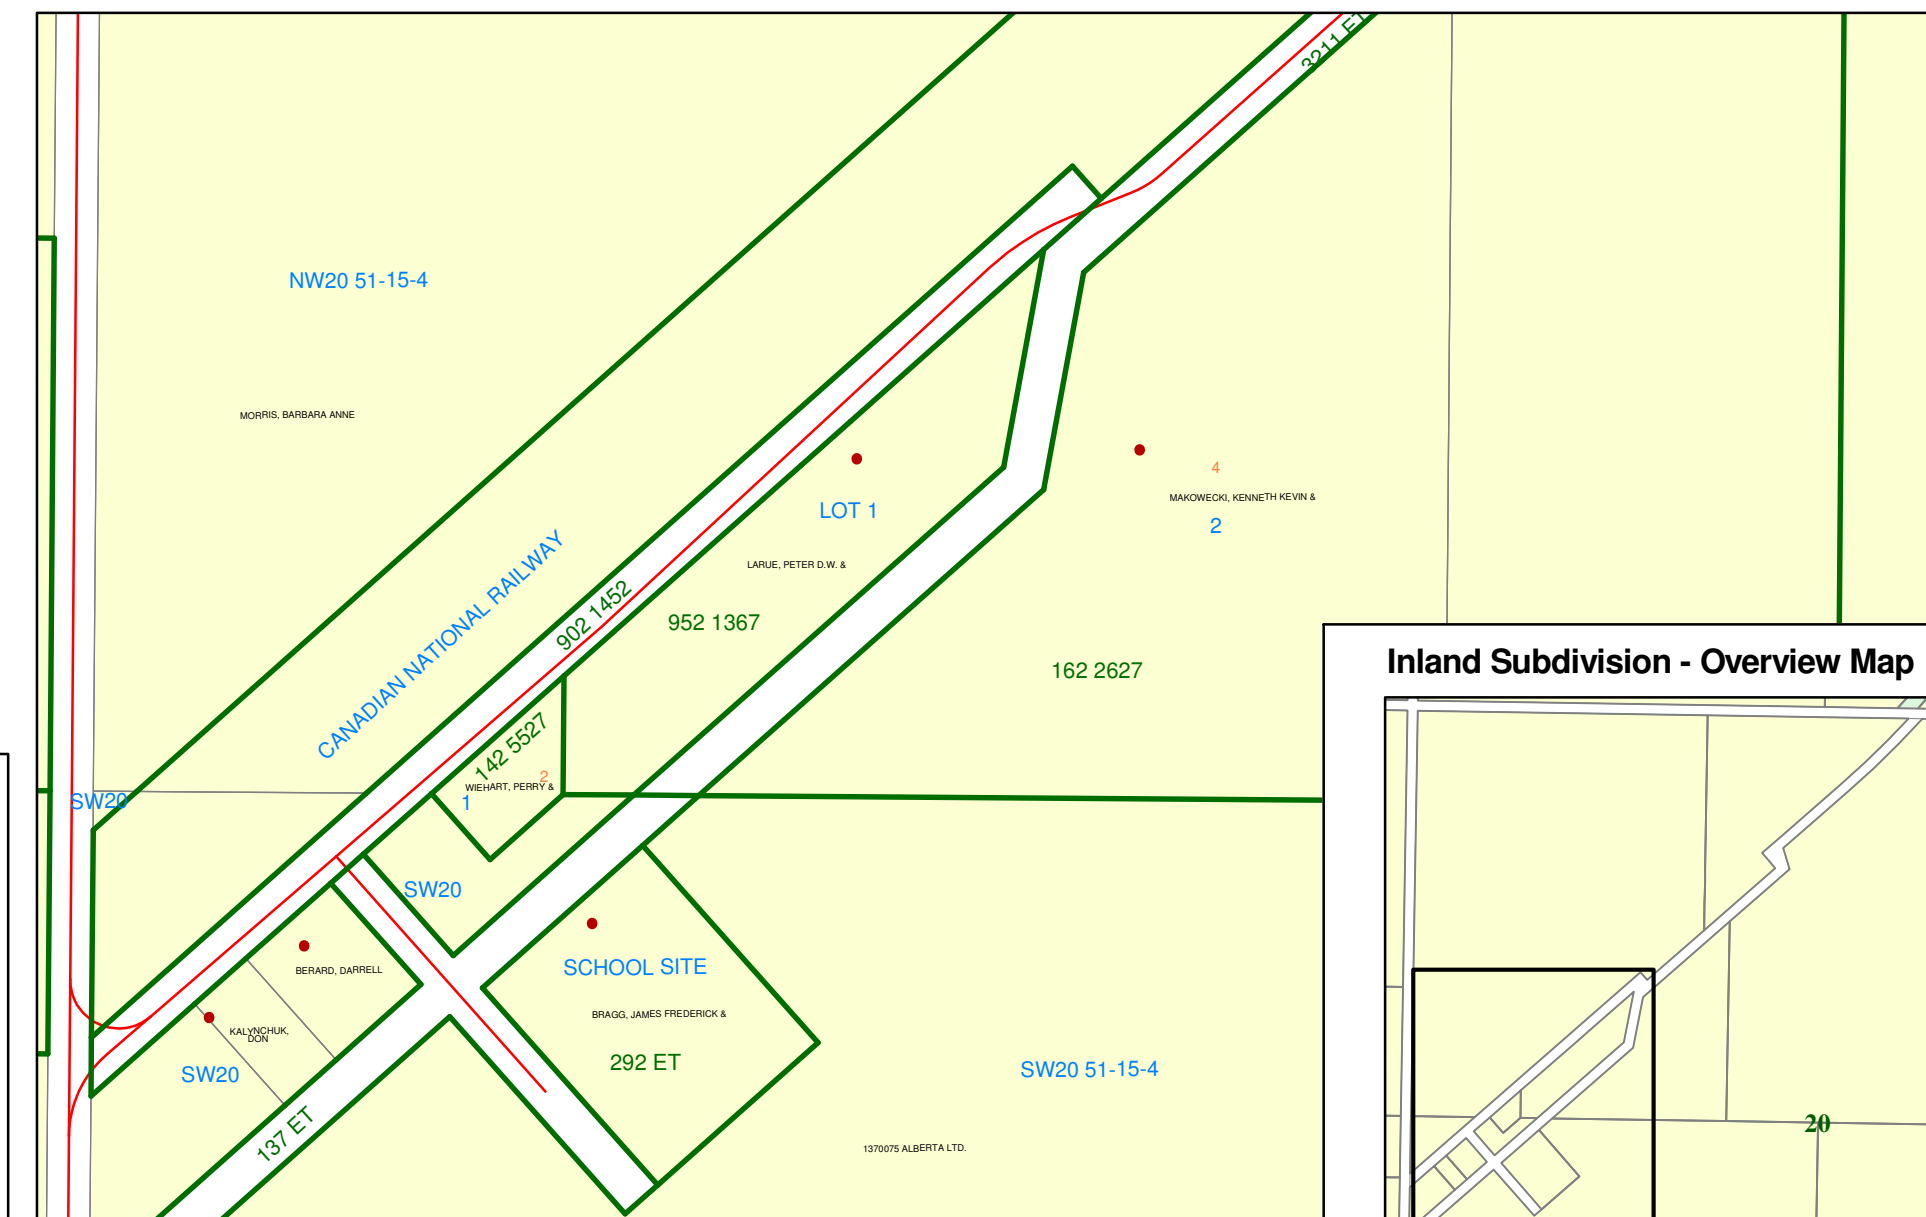 3211 ET
NW20 51-15-4
MORRIS, BARBARA ANNE
4
MAKOWECKI, KENNETH KEVIN &
2
LOT 1
LARUE, PETER D.W. &
CANADIAN NATIONAL RAILWAY
902 1452
952 1367
162 2627
Inland Subdivision - Overview Map
142 5527
2
WIEHART, PERRY &
1
SW20
SW20
SCHOOL SITE
BERARD, DARRELL
BRAGG, JAMES FREDERICK &
KALYNCHUK,
DON
292 ET
SW20
SW20 51-15-4
137 ET
1370075 ALBERTA LTD.
20